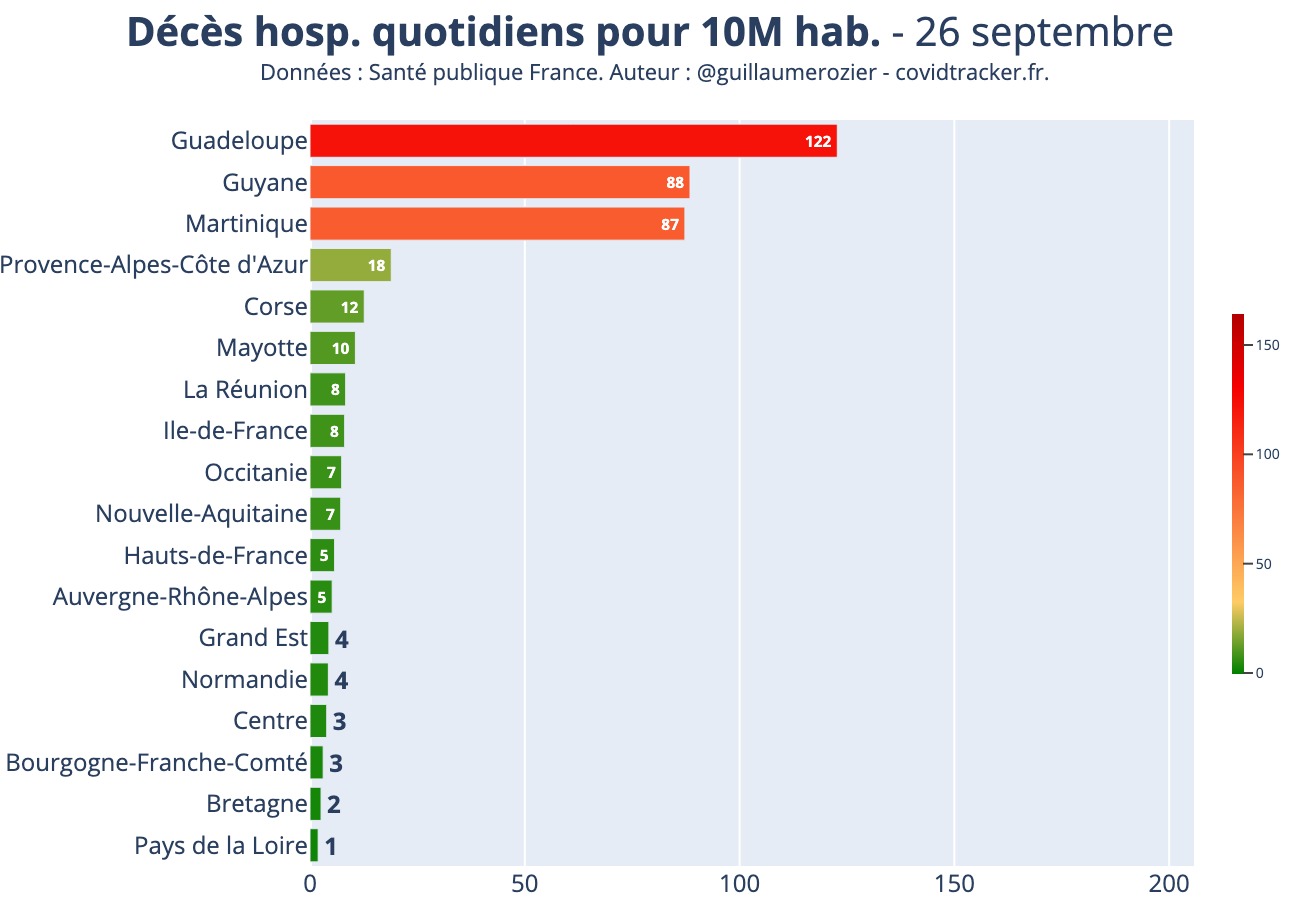 Décès hosp. quotidiens pour 10M hab. - 26 septembre
Données : Santé publique France. Auteur : @guillaumerozier - covidtracker.fr.
Guadeloupe 122
Guyane 88
Martinique 87
Provence-Alpes-Côte d'Azur 18
Corse 12
Mayotte 10
La Réunion 8
Ile-de-France 8
Occitanie 7
Nouvelle-Aquitaine 7
Hauts-de-France 5
Auvergne-Rhône-Alpes 5
Grand Est 4
Normandie 4
Centre 3
Bourgogne-Franche-Comté 3
Bretagne 2
Pays de la Loire 1
0 50 100 150 200
150
100
50
0